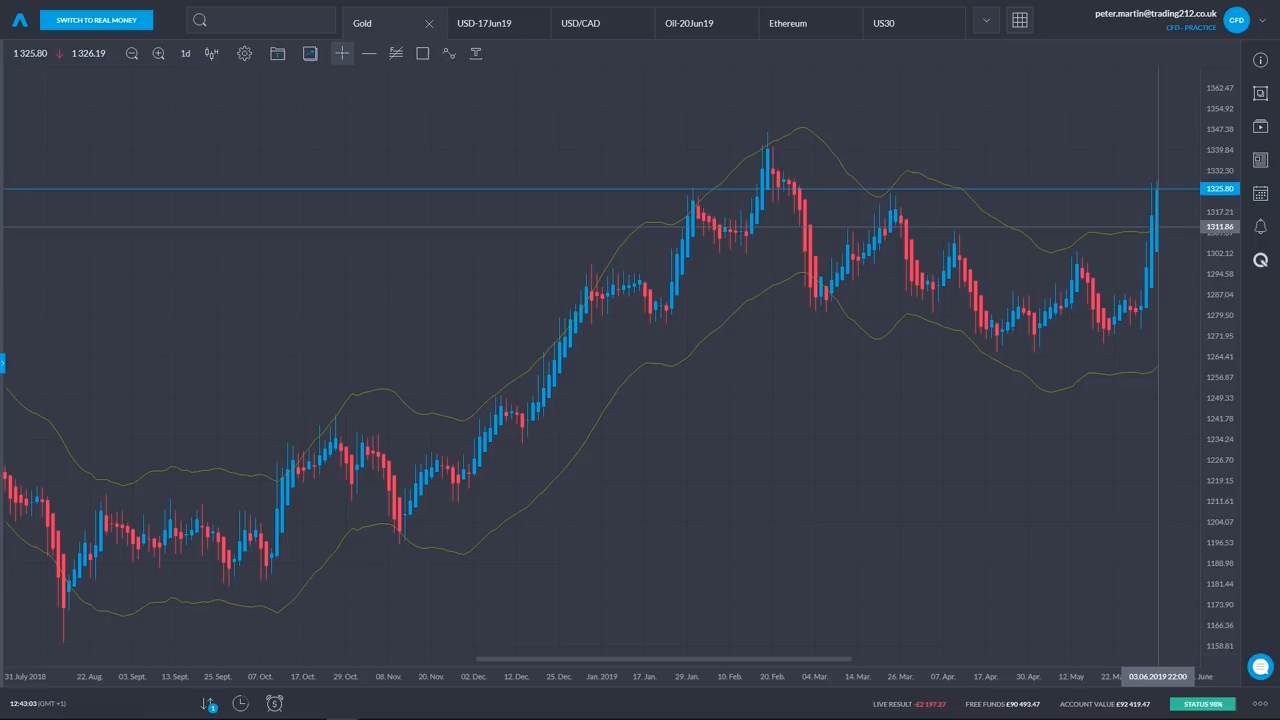 SWITCH TO REAL MONEY
Gold
USD-17Jun19
USD/CAD
Oil-20Jun19
Ethereum
US30
peter.martin@trading212.co.uk
CFD - PRACTICE
CFD
1 325.80 1 326.19
1d
1362.47
1354.92
1347.38
1339.84
1332.30
1325.80
1317.21
1311.86
1302.12
1294.58
1287.04
1279.50
1271.95
1264.41
1256.87
1249.33
1241.78
1234.24
1226.70
1219.15
1211.61
1204.07
1196.53
1188.98
1181.44
1173.90
1166.36
1158.81
31 July 2018
22. Aug.
03. Sept.
13. Sept.
25. Sept.
07. Oct.
17. Oct.
29. Oct.
08. Nov.
20. Nov.
02. Dec.
12. Dec.
25. Dec.
Jan. 2019
17. Jan.
29. Jan.
10. Feb.
20. Feb.
04. Mar.
14. Mar.
26. Mar.
07. Apr.
17. Apr.
30. Apr.
12. May
03.06.2019 22:00
June
12:43:03 (GMT +1)
1
LIVE RESULT -£2 197.27
FREE FUNDS £90 493.47
ACCOUNT VALUE £92 419.47
STATUS 98%